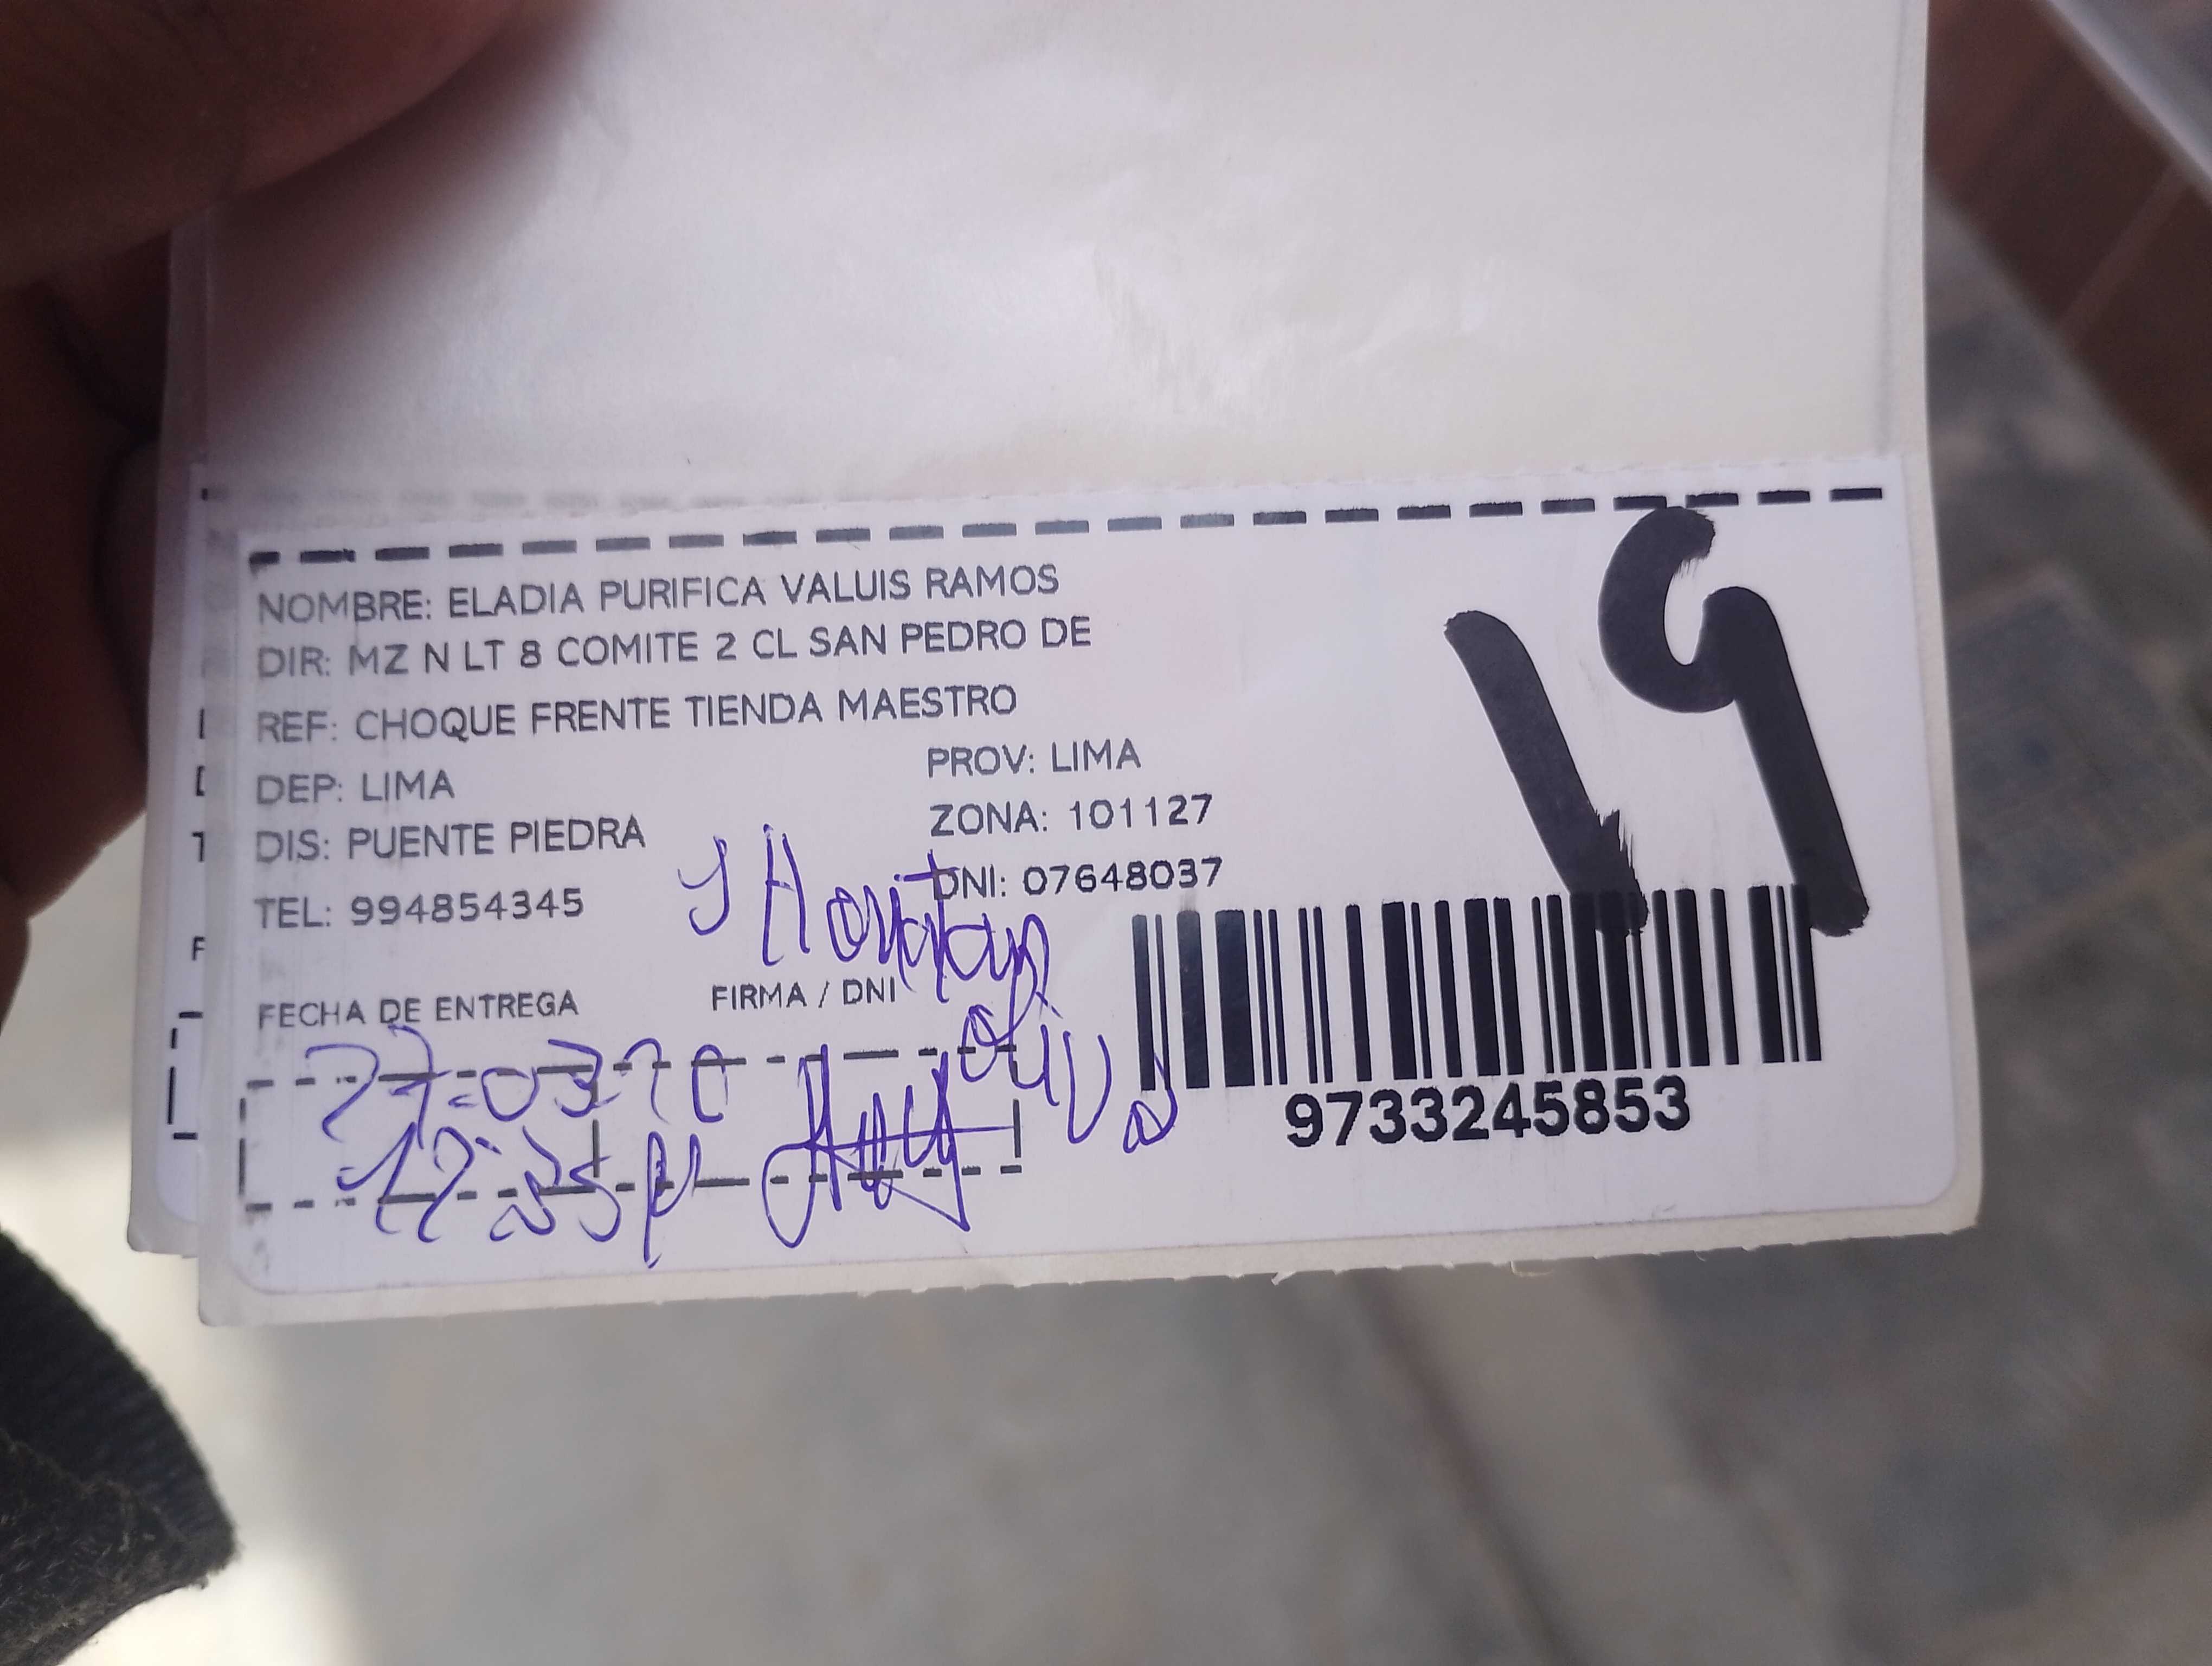 NOMBRE: ELADIA PURIFICA VALUIS RAMOS
DIR: MZ N LT 8 COMITE 2 CL SAN PEDRO DE
REF: CHOQUE FRENTE TIENDA MAESTRO
DEP: LIMA
PROV: LIMA
DIS: PUENTE PIEDRA
ZONA: 101127
TEL: 994854345
DNI: 07648037
FECHA DE ENTREGA
FIRMA / DNI
19
9733245853